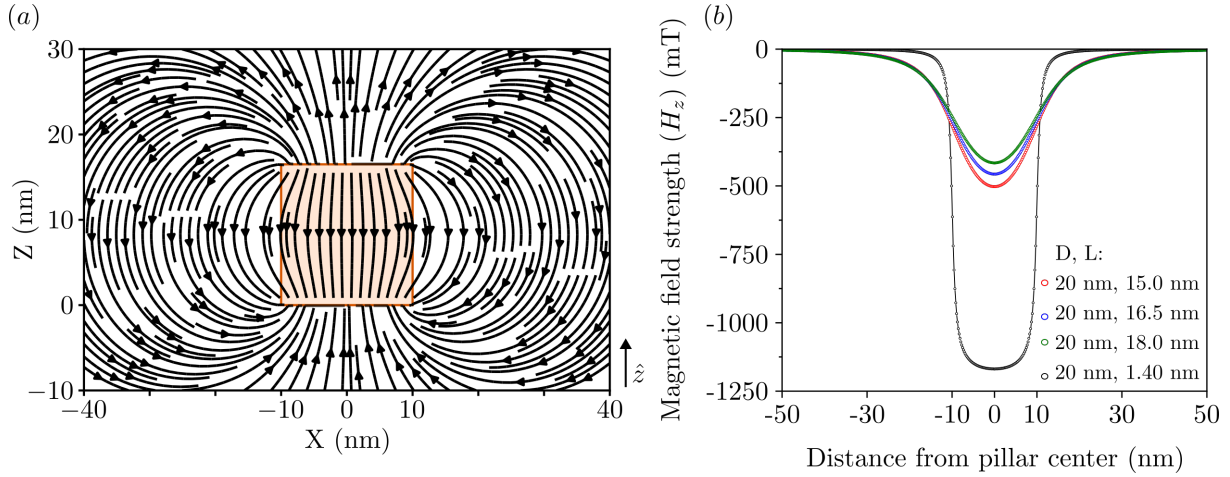 (a)
30
20
10
0
−10
Z (nm)
−40
−10
0
10
40
X (nm)
ẑ
(b)
0
-250
-500
-750
-1000
-1250
Magnetic field strength (H_z) (mT)
D, L:
20 nm, 15.0 nm
20 nm, 16.5 nm
20 nm, 18.0 nm
20 nm, 1.40 nm
-50
-30
-10
0
10
30
50
Distance from pillar center (nm)